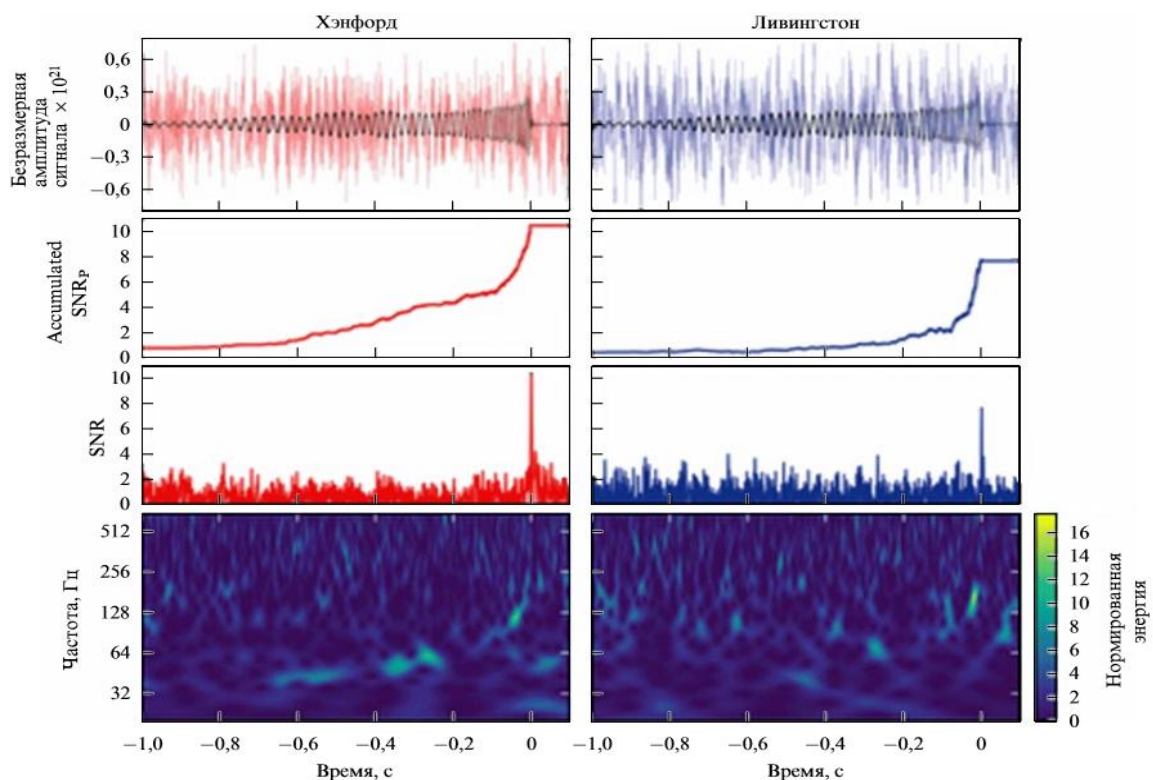 Хэнфорд
Ливингстон
Безразмерная
амплитуда
сигнала × 10²¹
0,6
0,3
0
−0,3
−0,6
Accumulated
SNR_P
10
8
6
4
2
0
SNR
10
8
6
4
2
0
Частота, Гц
512
256
128
64
32
16
14
12
10
8
6
4
2
0
Нормированная
энергия
−1,0 −0,8 −0,6 −0,4 −0,2 0
−1,0 −0,8 −0,6 −0,4 −0,2 0
Время, с
Время, с